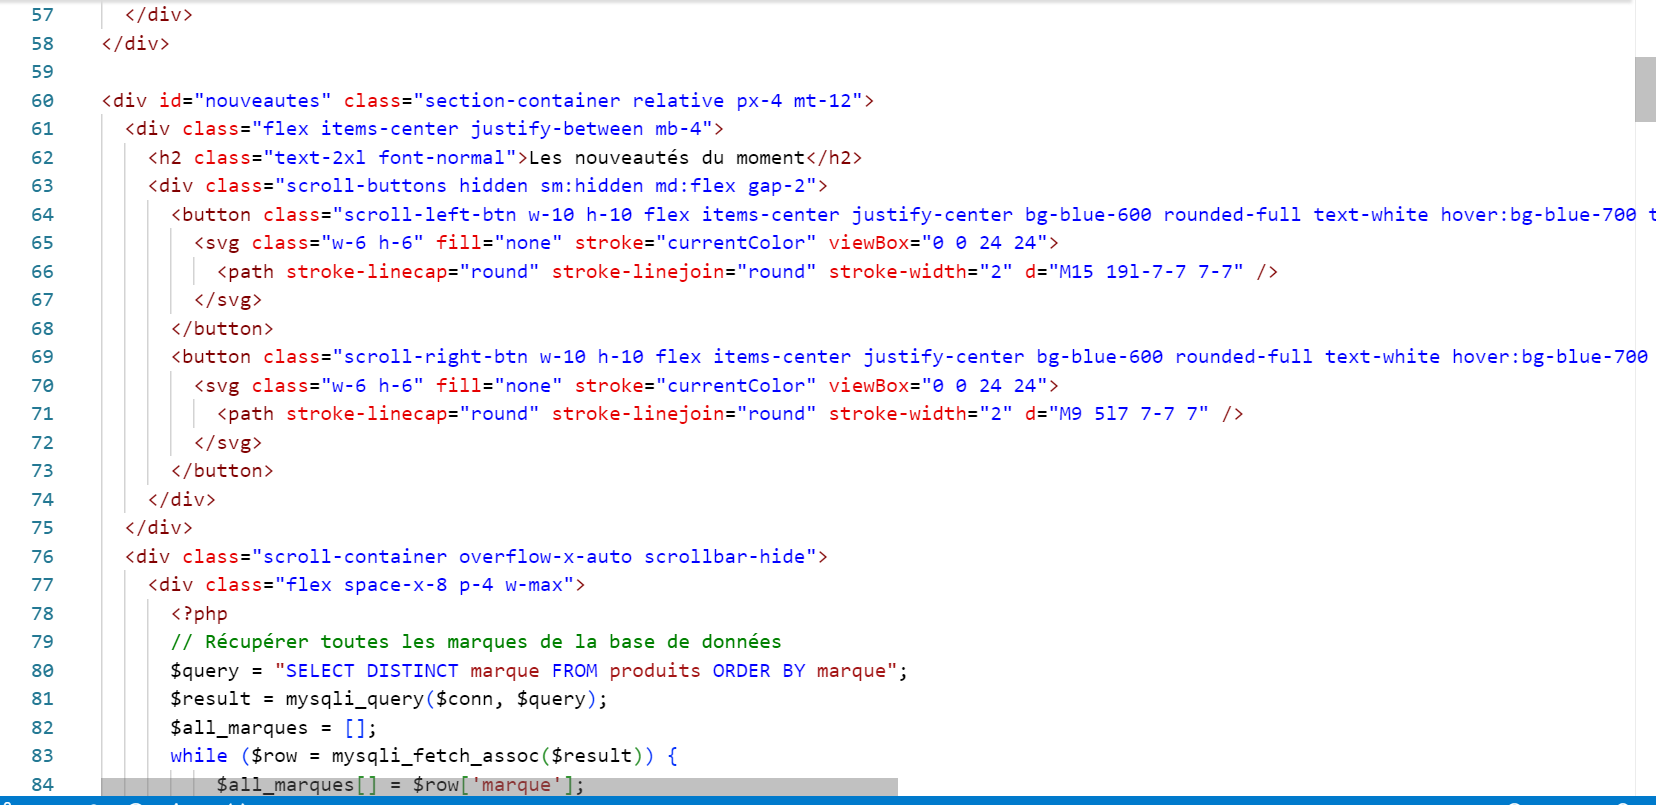 57 </div>
58 </div>
59
60 <div id="nouveautes" class="section-container relative px-4 mt-12">
61 <div class="flex items-center justify-between mb-4">
62 <h2 class="text-2xl font-normal">Les nouveautés du moment</h2>
63 <div class="scroll-buttons hidden sm:hidden md:flex gap-2">
64 <button class="scroll-left-btn w-10 h-10 flex items-center justify-center bg-blue-600 rounded-full text-white hover:bg-blue-700 t
65 <svg class="w-6 h-6" fill="none" stroke="currentColor" viewBox="0 0 24 24">
66 <path stroke-linecap="round" stroke-linejoin="round" stroke-width="2" d="M15 19l-7-7 7-7" />
67 </svg>
68 </button>
69 <button class="scroll-right-btn w-10 h-10 flex items-center justify-center bg-blue-600 rounded-full text-white hover:bg-blue-700
70 <svg class="w-6 h-6" fill="none" stroke="currentColor" viewBox="0 0 24 24">
71 <path stroke-linecap="round" stroke-linejoin="round" stroke-width="2" d="M9 5l7 7-7 7" />
72 </svg>
73 </button>
74 </div>
75 </div>
76 <div class="scroll-container overflow-x-auto scrollbar-hide">
77 <div class="flex space-x-8 p-4 w-max">
78 <?php
79 // Récupérer toutes les marques de la base de données
80 $query = "SELECT DISTINCT marque FROM produits ORDER BY marque";
81 $result = mysqli_query($conn, $query);
82 $all_marques = [];
83 while ($row = mysqli_fetch_assoc($result)) {
84 $all_marques[] = $row['marque'];